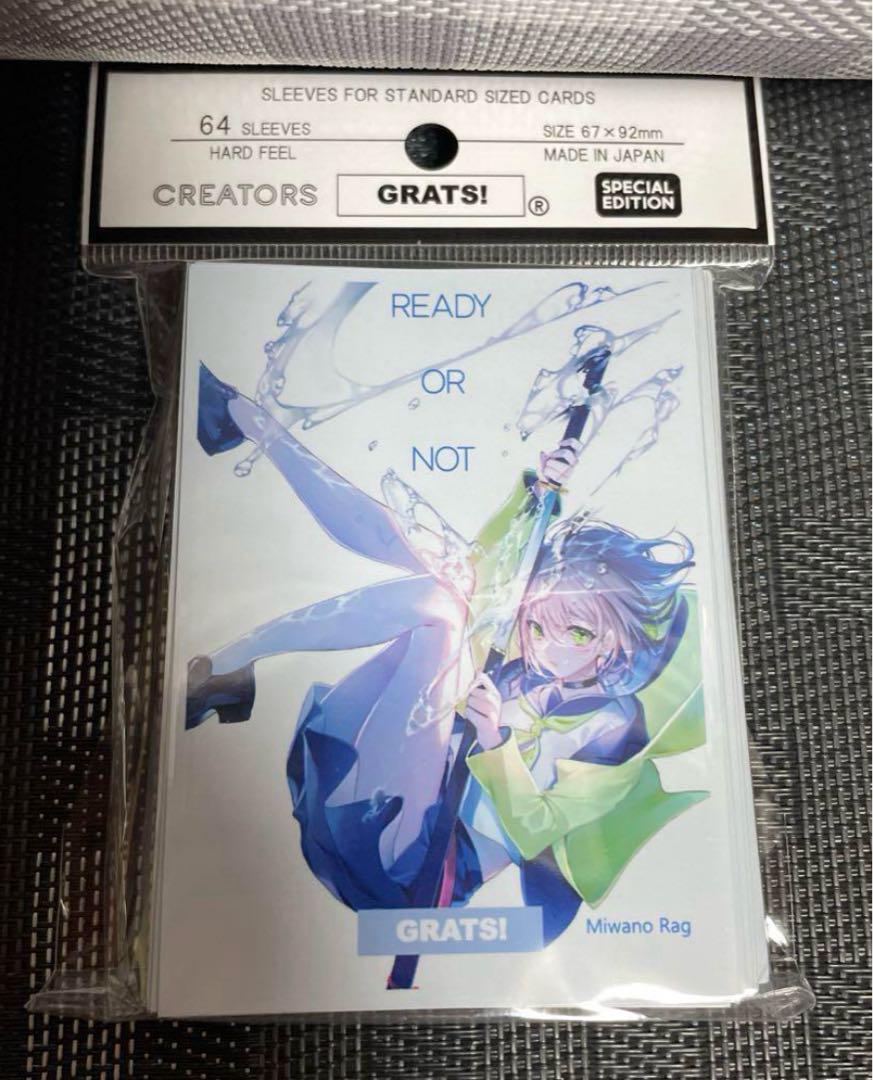 SLEEVES FOR STANDARD SIZED CARDS
64 SLEEVES
HARD FEEL
SIZE 67×92mm
MADE IN JAPAN
CREATORS GRATS! ® SPECIAL EDITION
READY
OR
NOT
GRATS!
Miwano Rag